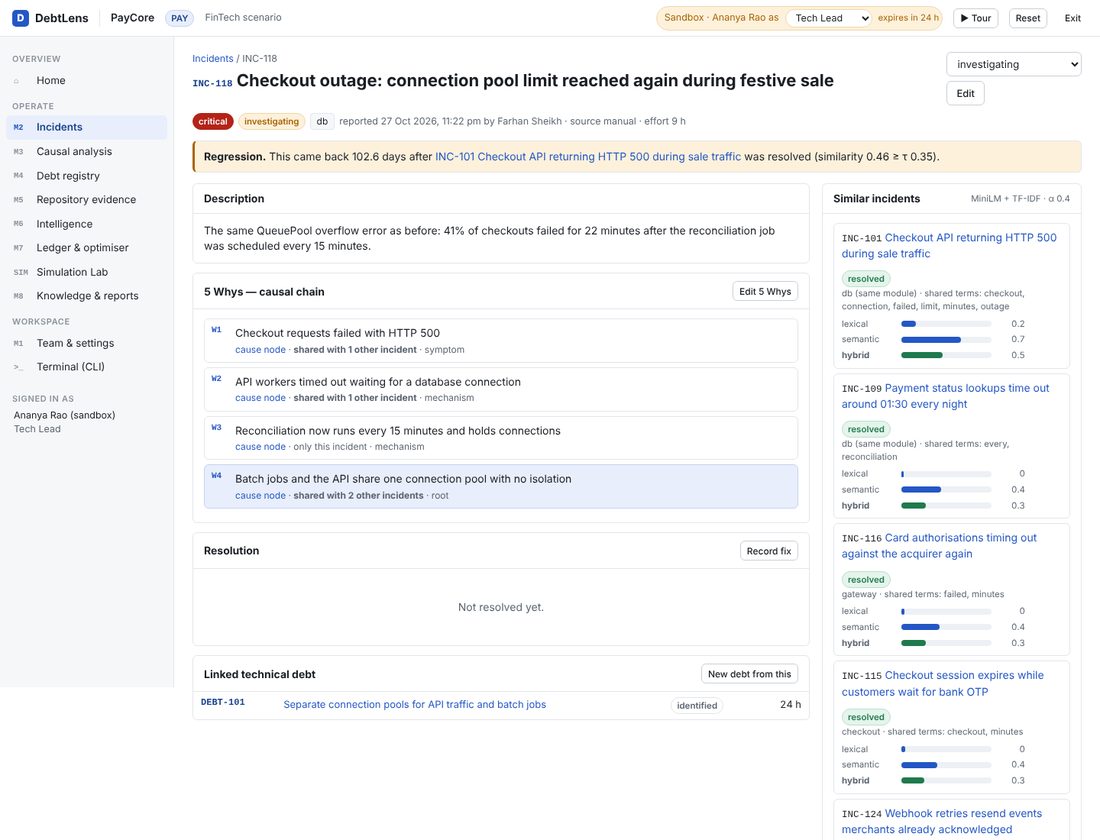 D DebtLens PayCore PAY FinTech scenario Sandbox · Ananya Rao as Tech Lead expires in 24 h ▶ Tour Reset Exit
OVERVIEW
Home
OPERATE
M2 Incidents
M3 Causal analysis
M4 Debt registry
M5 Repository evidence
M6 Intelligence
M7 Ledger & optimiser
SIM Simulation Lab
M8 Knowledge & reports
WORKSPACE
M1 Team & settings
>_ Terminal (CLI)
SIGNED IN AS
Ananya Rao (sandbox)
Tech Lead
Incidents / INC-118
INC-118 Checkout outage: connection pool limit reached again during festive sale
investigating
Edit
critical investigating db reported 27 Oct 2026, 11:22 pm by Farhan Sheikh · source manual · effort 9 h
Regression. This came back 102.6 days after INC-101 Checkout API returning HTTP 500 during sale traffic was resolved (similarity 0.46 ≥ τ 0.35).
Description
The same QueuePool overflow error as before: 41% of checkouts failed for 22 minutes after the reconciliation job
was scheduled every 15 minutes.
5 Whys — causal chain Edit 5 Whys
W1 Checkout requests failed with HTTP 500
cause node · shared with 1 other incident · symptom
W2 API workers timed out waiting for a database connection
cause node · shared with 1 other incident · mechanism
W3 Reconciliation now runs every 15 minutes and holds connections
cause node · only this incident · mechanism
W4 Batch jobs and the API share one connection pool with no isolation
cause node · shared with 2 other incidents · root
Resolution Record fix
Not resolved yet.
Linked technical debt New debt from this
DEBT-101 Separate connection pools for API traffic and batch jobs identified 24 h
Similar incidents MiniLM + TF-IDF · α 0.4
INC-101 Checkout API returning HTTP 500
during sale traffic
resolved
db (same module) · shared terms: checkout,
connection, failed, limit, minutes, outage
lexical 0.2
semantic 0.7
hybrid 0.5
INC-109 Payment status lookups time out
around 01:30 every night
resolved
db (same module) · shared terms: every,
reconciliation
lexical 0
semantic 0.4
hybrid 0.3
INC-116 Card authorisations timing out
against the acquirer again
resolved
gateway · shared terms: failed, minutes
lexical 0
semantic 0.4
hybrid 0.3
INC-115 Checkout session expires while
customers wait for bank OTP
resolved
checkout · shared terms: checkout, minutes
lexical 0
semantic 0.4
hybrid 0.3
INC-124 Webhook retries resend events
merchants already acknowledged